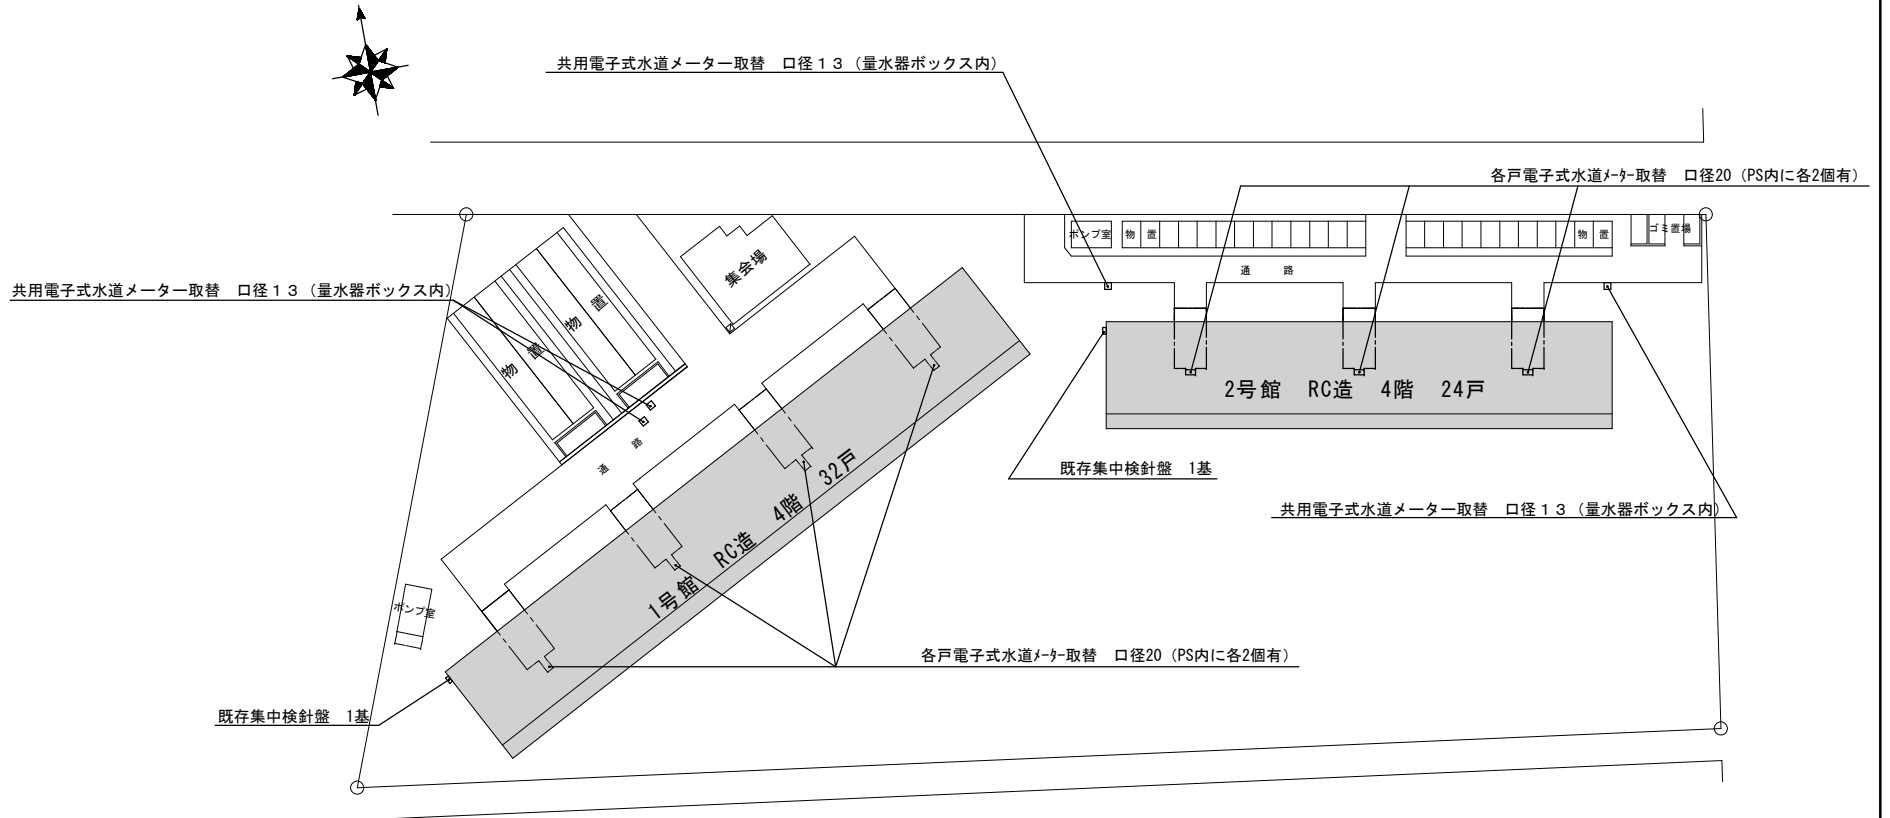 共用電子式水道メーター取替　口径１３（量水器ボックス内）
各戸電子式水道ﾒｰﾀｰ取替　口径20（PS内に各2個有）
ポンプ室
物置
物置
ゴミ置場
通路
集会場
共用電子式水道メーター取替　口径１３（量水器ボックス内）
物置
物置
通路
2号館　RC造　4階　24戸
既存集中検針盤　1基
共用電子式水道メーター取替　口径１３（量水器ボックス内）
1号館　RC造　4階　32戸
ポンプ室
各戸電子式水道ﾒｰﾀｰ取替　口径20（PS内に各2個有）
既存集中検針盤　1基